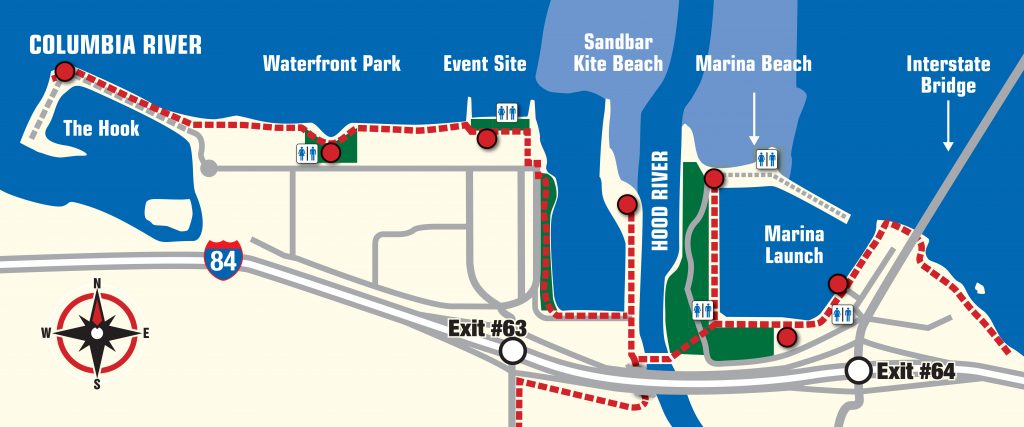 COLUMBIA RIVER
Waterfront Park
Event Site
Sandbar
Kite Beach
Marina Beach
Interstate
Bridge
The Hook
HOOD RIVER
Marina
Launch
84
Exit #63
Exit #64
N
W
E
S